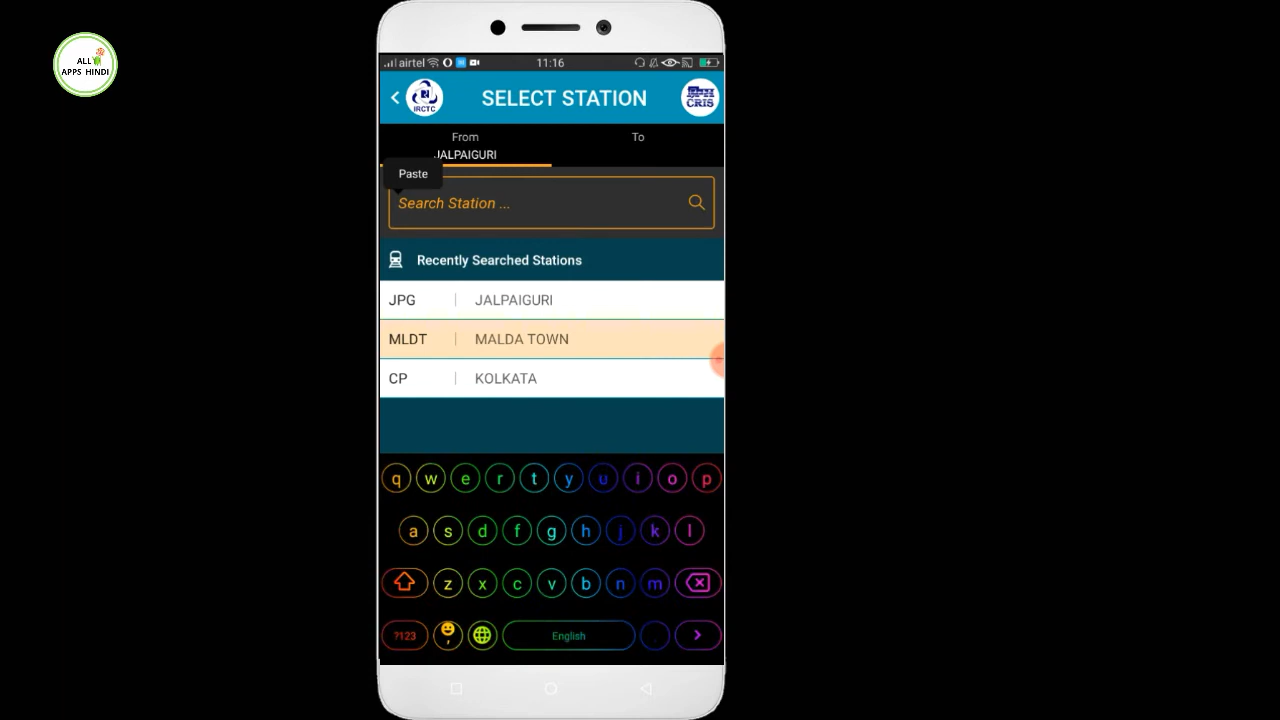 ALL
APPS HINDI
airtel
11:16
IRCTC
SELECT STATION
CRIS
From
To
JALPAIGURI
Paste
Search Station ...
Recently Searched Stations
JPG | JALPAIGURI
MLDT | MALDA TOWN
CP | KOLKATA
q w e r t y u i o p
a s d f g h j k l
z x c v b n m
?123 , English .